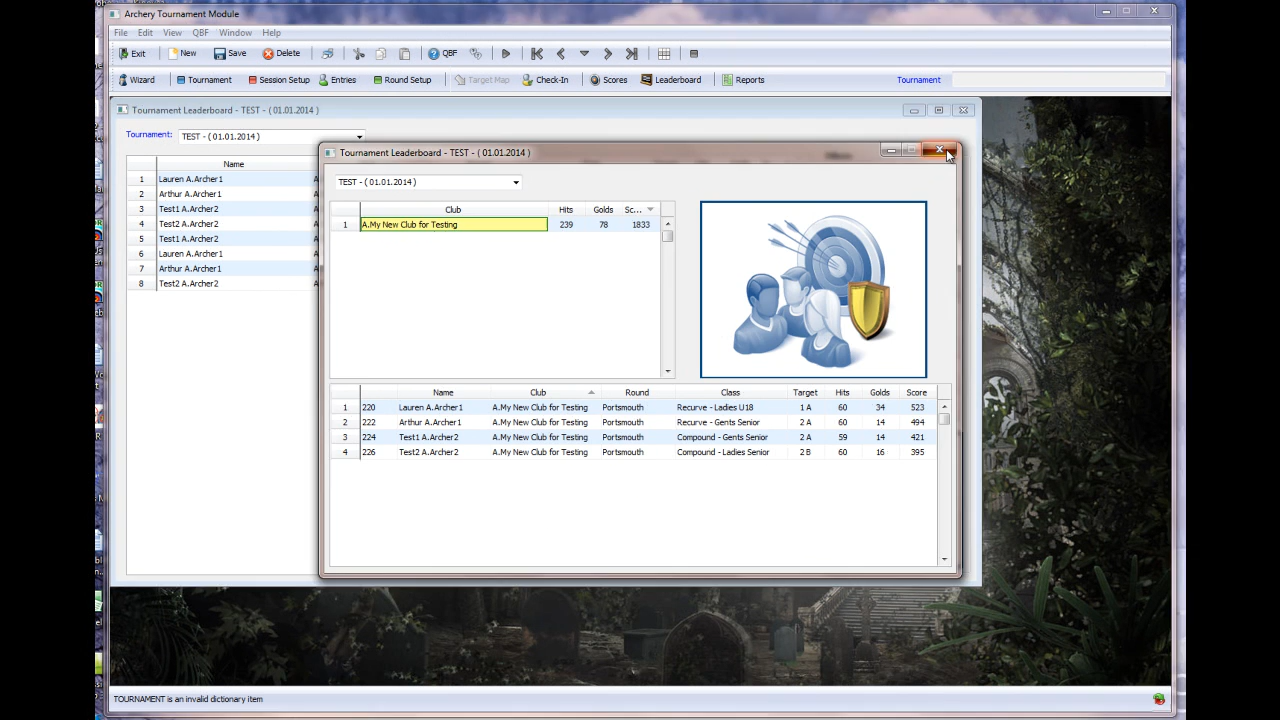 Archery Tournament Module
File Edit View QBF Window Help
Exit New Save Delete QBF
Wizard Tournament Session Setup Entries Round Setup Target Map Check-In Scores Leaderboard Reports Tournament
Tournament Leaderboard - TEST - ( 01.01.2014 )
Tournament: TEST - ( 01.01.2014 )
Name
1 Lauren A.Archer1
2 Arthur A.Archer1
3 Test1 A.Archer2
4 Test2 A.Archer2
5 Test1 A.Archer2
6 Lauren A.Archer1
7 Arthur A.Archer1
8 Test2 A.Archer2
Tournament Leaderboard - TEST - ( 01.01.2014 )
TEST - ( 01.01.2014 )
Club Hits Golds Sc...
1 A.My New Club for Testing 239 78 1833
Name Club Round Class Target Hits Golds Score
1 220 Lauren A.Archer1 A.My New Club for Testing Portsmouth Recurve - Ladies U18 1 A 60 34 523
2 222 Arthur A.Archer1 A.My New Club for Testing Portsmouth Recurve - Gents Senior 2 A 60 14 494
3 224 Test1 A.Archer2 A.My New Club for Testing Portsmouth Compound - Gents Senior 2 A 59 14 421
4 226 Test2 A.Archer2 A.My New Club for Testing Portsmouth Compound - Ladies Senior 2 B 60 16 395
TOURNAMENT is an invalid dictionary item